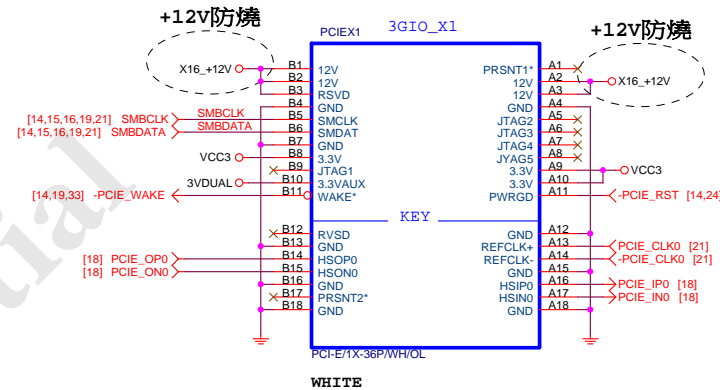 +12V防燒
+12V防燒
PCIEX1
3GIO_X1
X16_+12V
B1 12V PRSNT1* A1
B2 12V 12V A2
X16_+12V
B3 RSVD 12V A3
B4 GND GND A4
[14,15,16,19,21] SMBCLK SMBCLK B5 SMCLK JTAG2 A5
[14,15,16,19,21] SMBDATA SMBDATA B6 SMDAT JTAG3 A6
B7 GND JTAG4 A7
VCC3 B8 3.3V JYAG5 A8
B9 JTAG1 3.3V A9 VCC3
3VDUAL B10 3.3VAUX 3.3V A10
[14,19,33] -PCIE_WAKE B11 WAKE* PWRGD A11 -PCIE_RST [14,24]
KEY
B12 RVSD GND A12
B13 GND REFCLK+ A13 PCIE_CLK0 [21]
[18] PCIE_OP0 B14 HSOP0 REFCLK- A14 -PCIE_CLK0 [21]
[18] PCIE_ON0 B15 HSON0 GND A15
B16 GND HSIP0 A16 PCIE_IP0 [18]
B17 PRSNT2* HSIN0 A17 PCIE_IN0 [18]
B18 GND GND A18
PCI-E/1X-36P/WH/OL
WHITE
tial